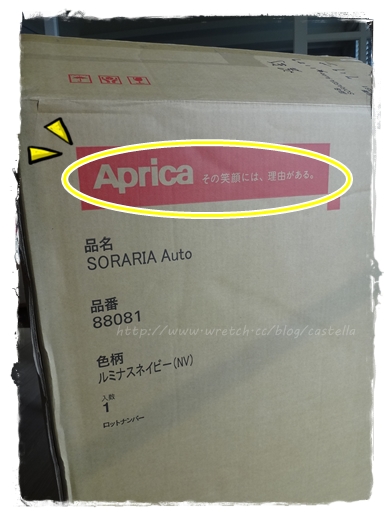 Aprica その笑顔には、理由がある。
品名
SORARIA Auto
品番
88081
http://www.wretch.cc/blog/castella
色柄
ルミナスネイビー(NV)
入数
1
ロットナンバー